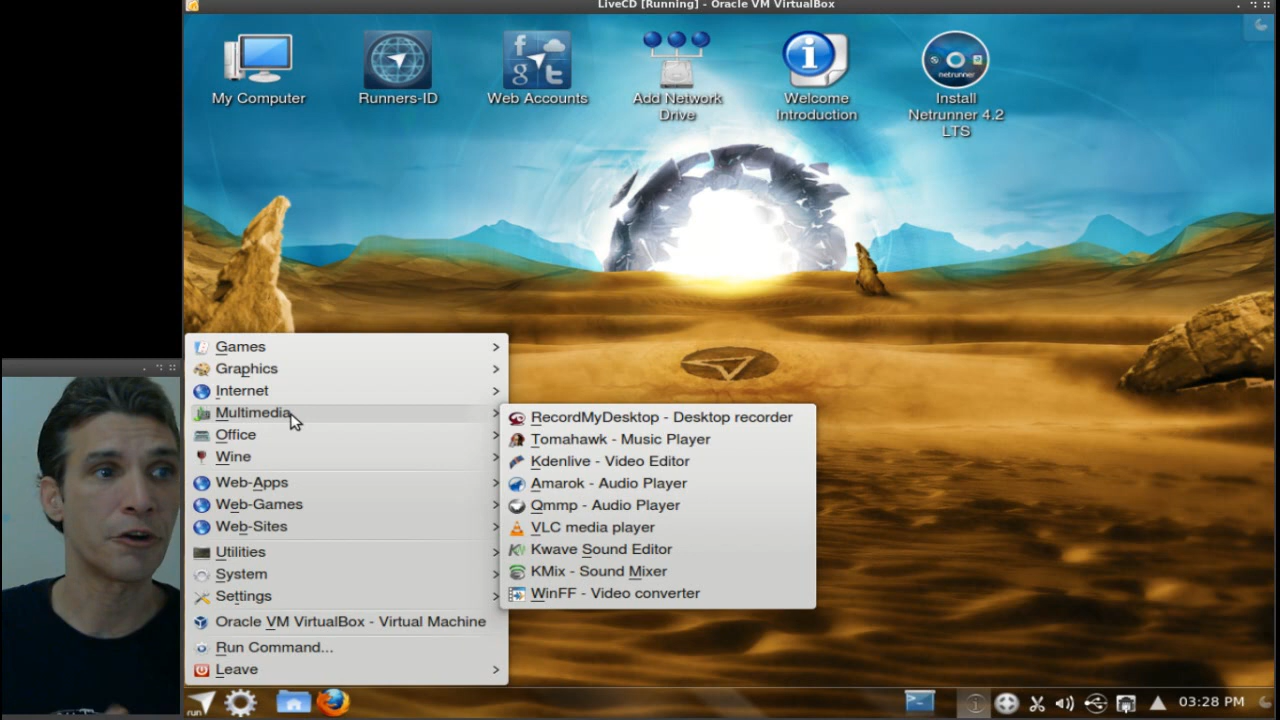 LiveCD [Running] - Oracle VM VirtualBox
My Computer
Runners-ID
Web Accounts
Add Network
Drive
Welcome
Introduction
netrunner
Install
Netrunner 4.2
LTS
Games
Graphics
Internet
Multimedia
Office
Wine
Web-Apps
Web-Games
Web-Sites
Utilities
System
Settings
Oracle VM VirtualBox - Virtual Machine
Run Command...
Leave
RecordMyDesktop - Desktop recorder
Tomahawk - Music Player
Kdenlive - Video Editor
Amarok - Audio Player
Qmmp - Audio Player
VLC media player
Kwave Sound Editor
KMix - Sound Mixer
WinFF - Video converter
run
03:28 PM